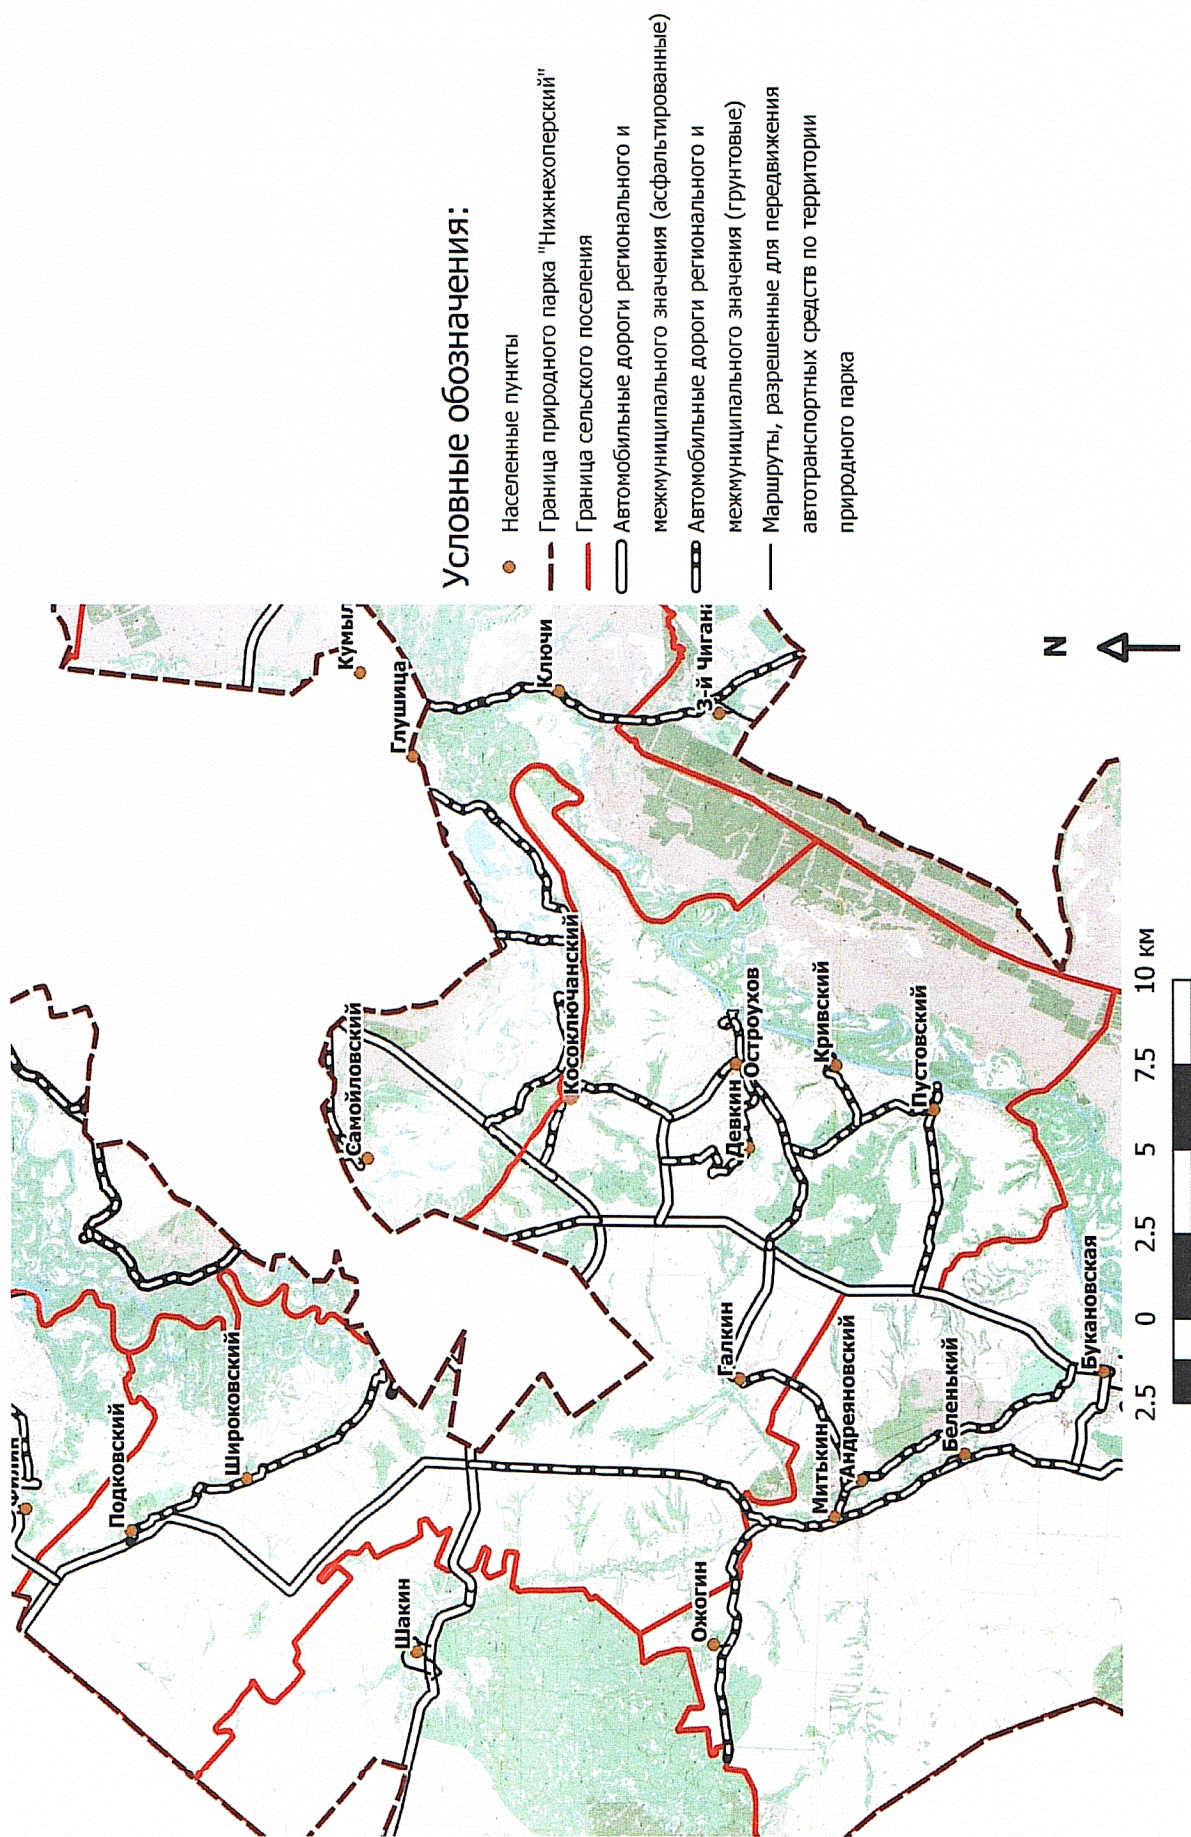 Условные обозначения:
Населенные пункты
Граница природного парка "Нижнехоперский"
Граница сельского поселения
Автомобильные дороги регионального и
межмуниципального значения (асфальтированные)
Автомобильные дороги регионального и
межмуниципального значения (грунтовые)
Маршруты, разрешенные для передвижения
автотранспортных средств по территории
природного парка
Подковский
Широковский
Шакин
Ожогин
Самойловский
Косоключанский
Глушица
Ключи
3-й Чиган
Кумыл
Девкин
Остроухов
Кривский
Пустовский
Галкин
Митькин
Андреяновский
Беленький
Букановская
N
2.5 0 2.5 5 7.5 10 км